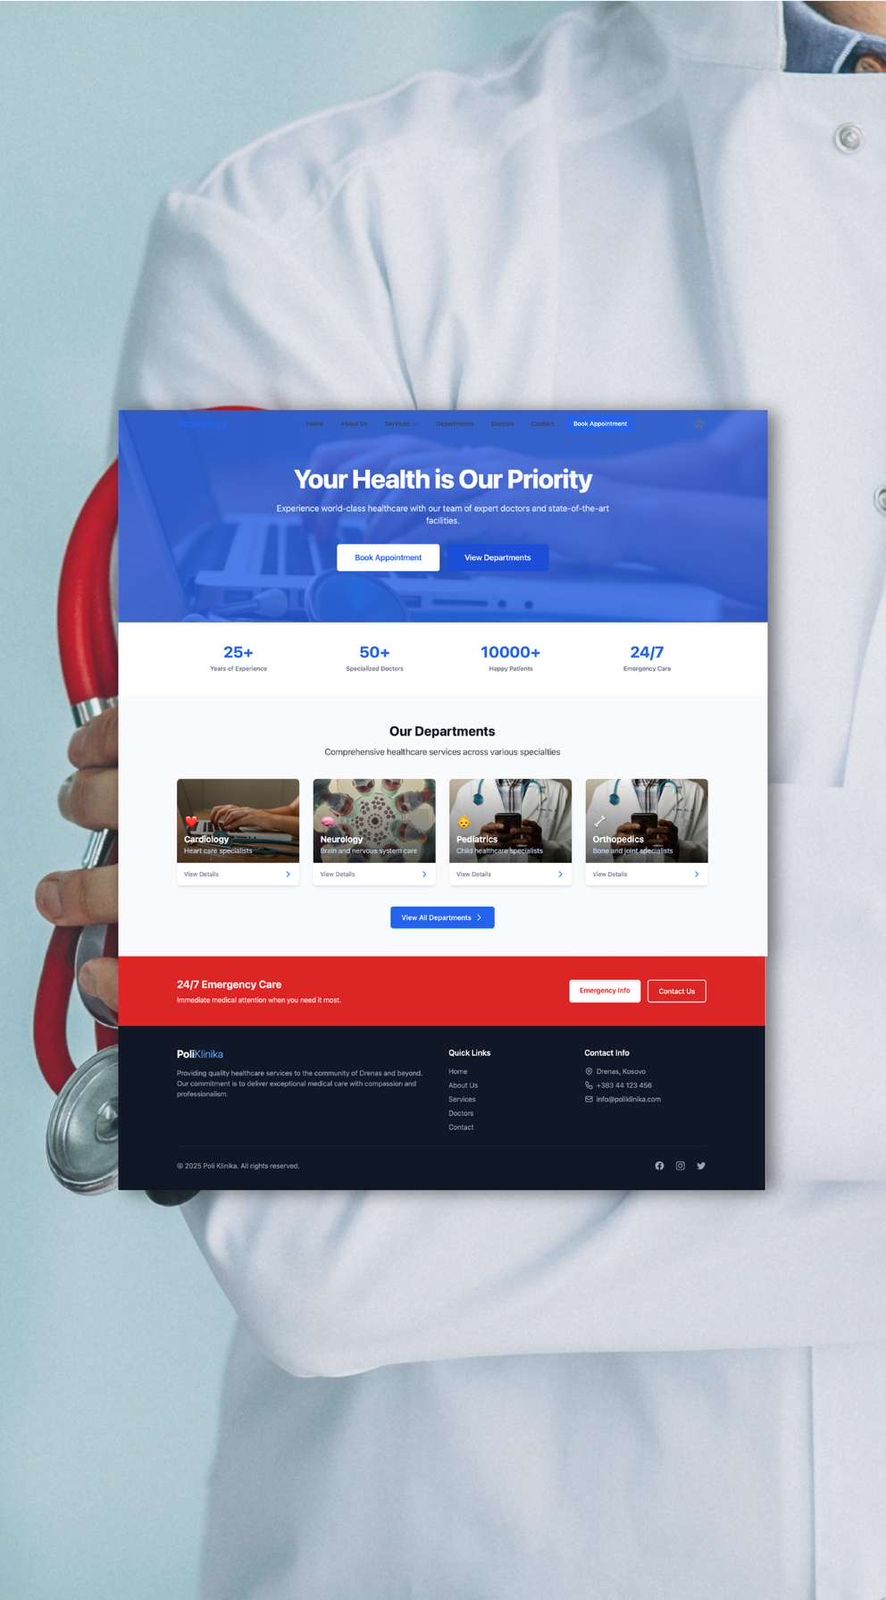 Home About Us Services Departments Doctors Contact Book Appointment
Your Health is Our Priority
Experience world-class healthcare with our team of expert doctors and state-of-the-art
facilities.
Book Appointment View Departments
25+ 50+ 10000+ 24/7
Years of Experience Specialized Doctors Happy Patients Emergency Care
Our Departments
Comprehensive healthcare services across various specialties
Cardiology Neurology Pediatrics Orthopedics
Heart care specialists Brain and nervous system care Child healthcare specialists Bone and joint specialists
View Details View Details View Details View Details
View All Departments
24/7 Emergency Care
Immediate medical attention when you need it most.
Emergency Info Contact Us
PoliKlinika
Providing quality healthcare services to the community of Drenas and beyond.
Our commitment is to deliver exceptional medical care with compassion and
professionalism.
Quick Links
Home
About Us
Services
Doctors
Contact
Contact Info
Drenas, Kosovo
+383 44 123 456
info@poliklinika.com
© 2025 Poli Klinika. All rights reserved.